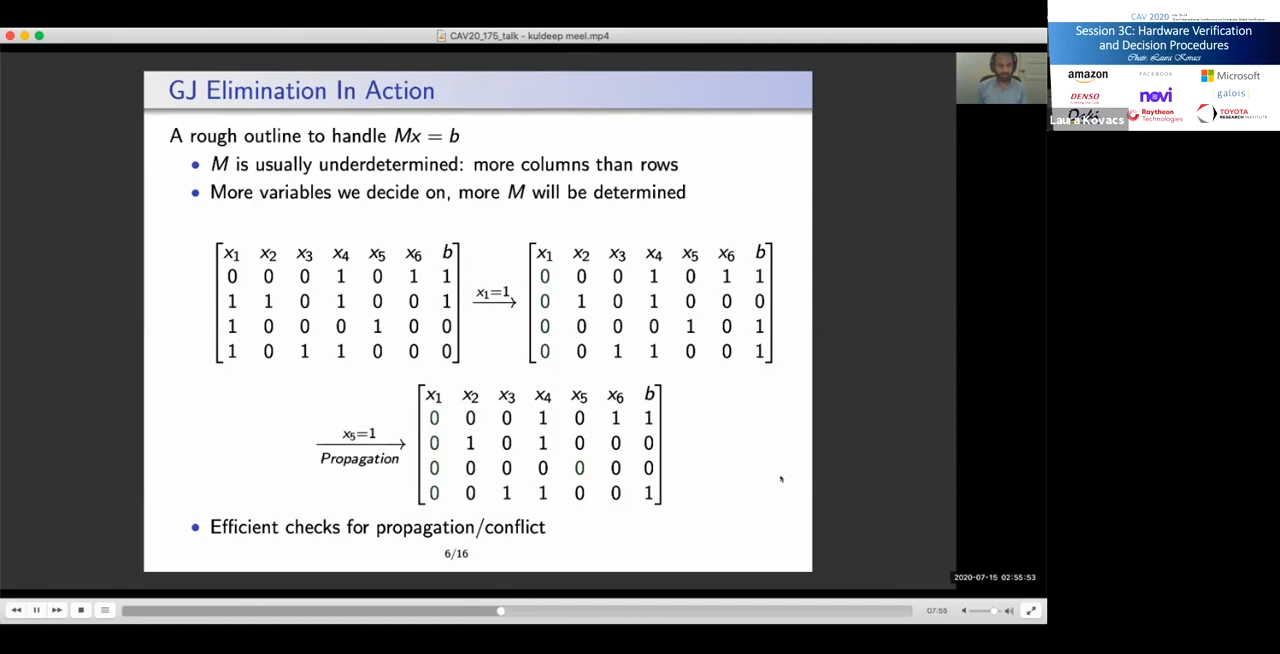 CAV20_175_talk - kuldeep meel.mp4
GJ Elimination In Action
A rough outline to handle Mx = b
• M is usually underdetermined: more columns than rows
• More variables we decide on, more M will be determined
x1 x2 x3 x4 x5 x6 b
0 0 0 1 0 1 1
1 1 0 1 0 0 1
1 0 0 0 1 0 0
1 0 1 1 0 0 0
x1=1
x1 x2 x3 x4 x5 x6 b
0 0 0 1 0 1 1
0 1 0 1 0 0 0
0 0 0 0 1 0 1
0 0 1 1 0 0 1
x5=1
Propagation
x1 x2 x3 x4 x5 x6 b
0 0 0 1 0 1 1
0 1 0 1 0 0 0
0 0 0 0 0 0 0
0 0 1 1 0 0 1
• Efficient checks for propagation/conflict
6/16
2020-07-15 02:55:53
07:55
CAV 2020
Session 3C: Hardware Verification
and Decision Procedures
Chair: Laura Kovacs
amazon
FACEBOOK
Microsoft
DENSO
novi
galois
Raytheon
Technologies
TOYOTA
RESEARCH INSTITUTE
Laura Kovacs